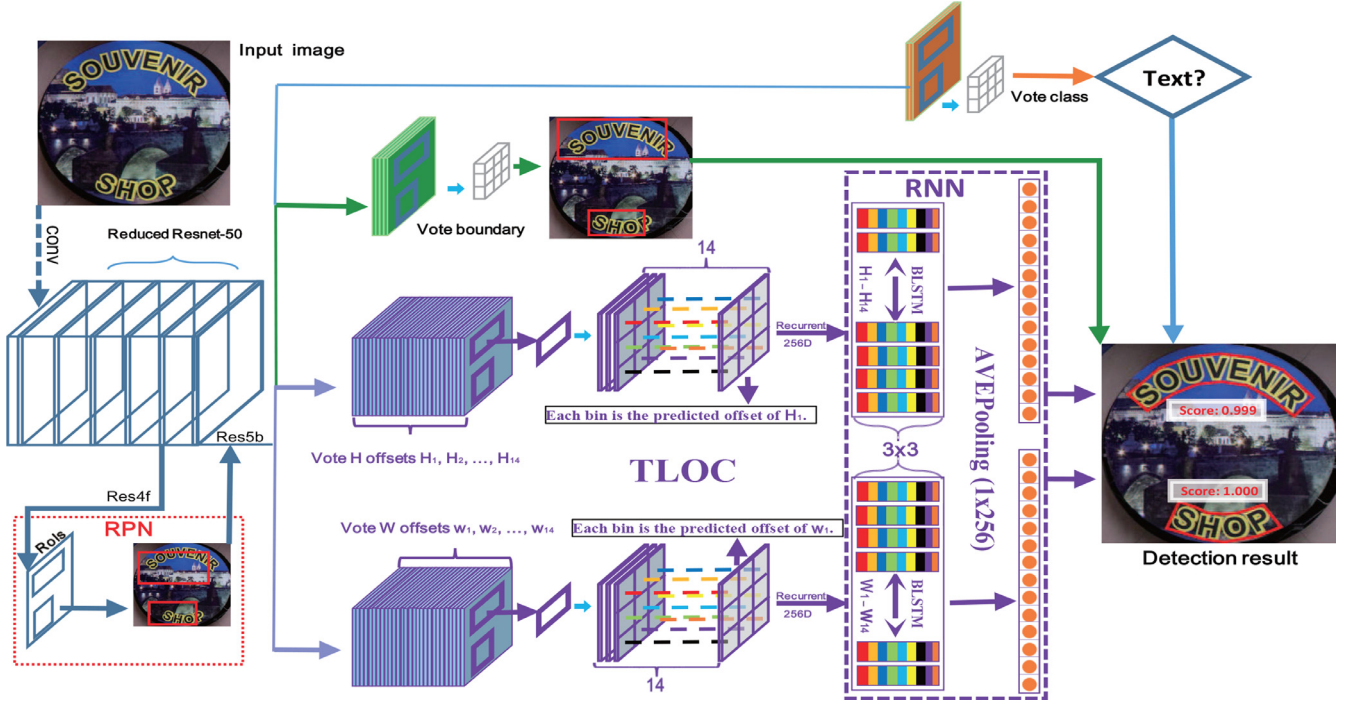 Input image
SOUVENIR
SHOP
conv
Reduced Resnet-50
Res5b
Res4f
RPN
RoIs
SOUVENIR
SHOP
Vote class
Text?
Vote boundary
SOUVENIR
SHOP
14
Recurrent
256D
Each bin is the predicted offset of H₁.
Vote H offsets H₁, H₂, ..., H₁₄
TLOC
Vote W offsets w₁, w₂, ..., w₁₄
Each bin is the predicted offset of w₁.
Recurrent
256D
14
RNN
H₁ – H₁₄
BLSTM
3x3
W₁ – W₁₄
BLSTM
AVEPooling (1x256)
SOUVENIR
Score: 0.999
Score: 1.000
SHOP
Detection result